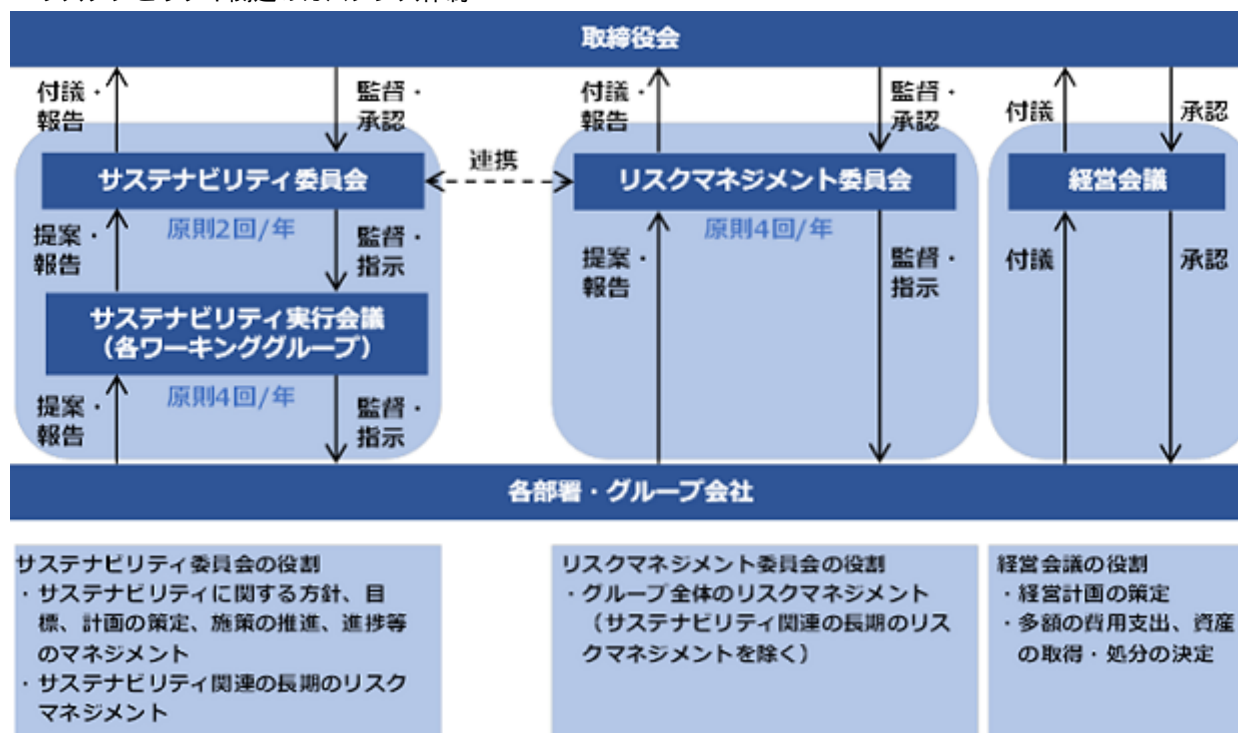 取締役会
付議・
報告
監督・
承認
付議・
報告
監督・
承認
付議
承認
サステナビリティ委員会
連携
リスクマネジメント委員会
経営会議
原則2回/年
原則4回/年
提案・
報告
監督・
指示
提案・
報告
監督・
指示
付議
承認
サステナビリティ実行会議
（各ワーキンググループ）
原則4回/年
提案・
報告
監督・
指示
各部署・グループ会社
サステナビリティ委員会の役割
・サステナビリティに関する方針、目
標、計画の策定、施策の推進、進捗等
のマネジメント
・サステナビリティ関連の長期のリスク
マネジメント
リスクマネジメント委員会の役割
・グループ全体のリスクマネジメント
（サステナビリティ関連の長期のリス
クマネジメントを除く）
経営会議の役割
・経営計画の策定
・多額の費用支出、資産
の取得・処分の決定